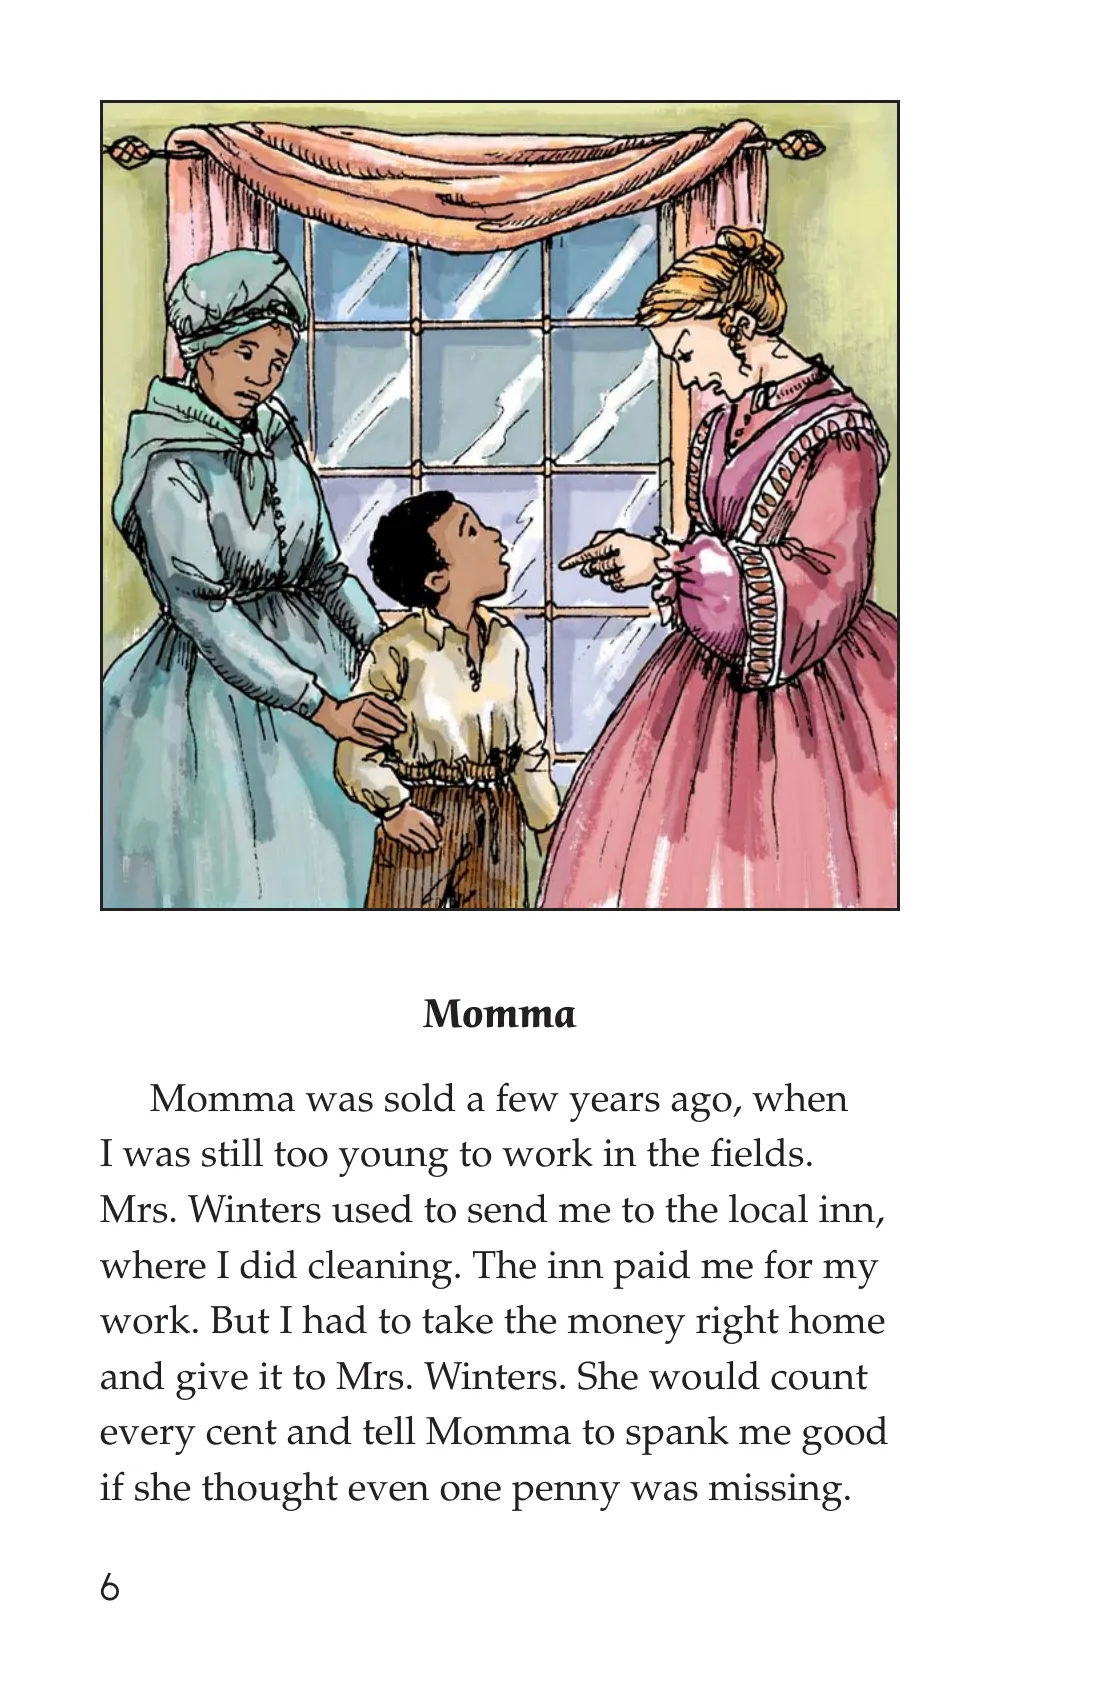 Momma
Momma was sold a few years ago, when
I was still too young to work in the fields.
Mrs. Winters used to send me to the local inn,
where I did cleaning. The inn paid me for my
work. But I had to take the money right home
and give it to Mrs. Winters. She would count
every cent and tell Momma to spank me good
if she thought even one penny was missing.
6